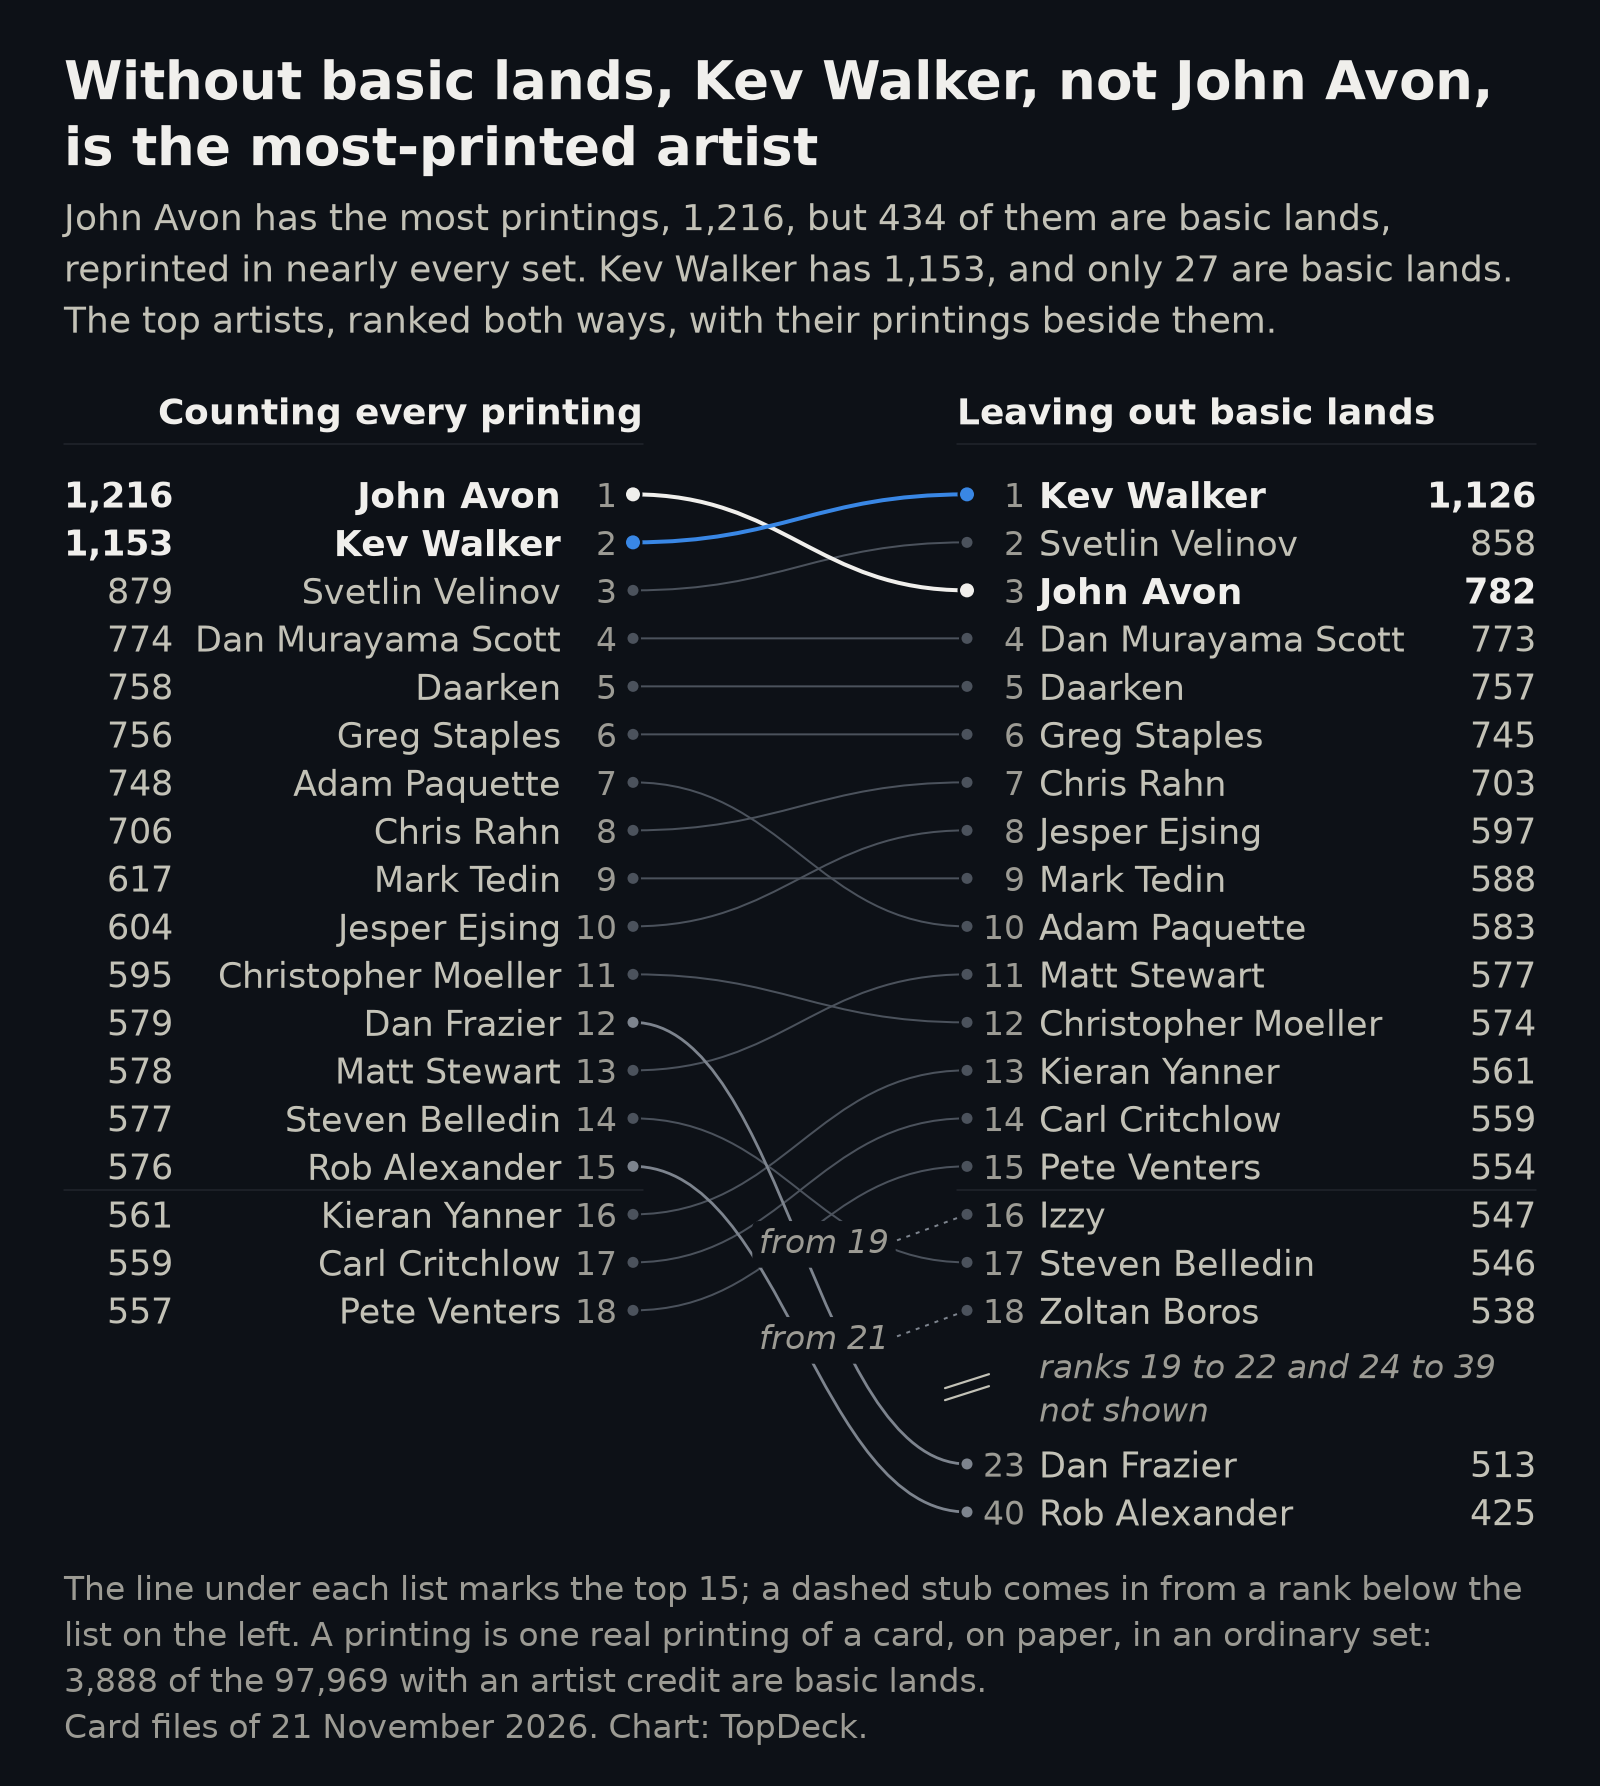 Without basic lands, Kev Walker, not John Avon,
is the most-printed artist
John Avon has the most printings, 1,216, but 434 of them are basic lands,
reprinted in nearly every set. Kev Walker has 1,153, and only 27 are basic lands.
The top artists, ranked both ways, with their printings beside them.
Counting every printing
Leaving out basic lands
1,216 John Avon 1
1 Kev Walker 1,126
1,153 Kev Walker 2
2 Svetlin Velinov 858
879 Svetlin Velinov 3
3 John Avon 782
774 Dan Murayama Scott 4
4 Dan Murayama Scott 773
758 Daarken 5
5 Daarken 757
756 Greg Staples 6
6 Greg Staples 745
748 Adam Paquette 7
7 Chris Rahn 703
706 Chris Rahn 8
8 Jesper Ejsing 597
617 Mark Tedin 9
9 Mark Tedin 588
604 Jesper Ejsing 10
10 Adam Paquette 583
595 Christopher Moeller 11
11 Matt Stewart 577
579 Dan Frazier 12
12 Christopher Moeller 574
578 Matt Stewart 13
13 Kieran Yanner 561
577 Steven Belledin 14
14 Carl Critchlow 559
576 Rob Alexander 15
15 Pete Venters 554
561 Kieran Yanner 16
16 Izzy 547
from 19
559 Carl Critchlow 17
17 Steven Belledin 546
557 Pete Venters 18
18 Zoltan Boros 538
from 21
ranks 19 to 22 and 24 to 39
not shown
23 Dan Frazier 513
40 Rob Alexander 425
The line under each list marks the top 15; a dashed stub comes in from a rank below the
list on the left. A printing is one real printing of a card, on paper, in an ordinary set:
3,888 of the 97,969 with an artist credit are basic lands.
Card files of 21 November 2026. Chart: TopDeck.